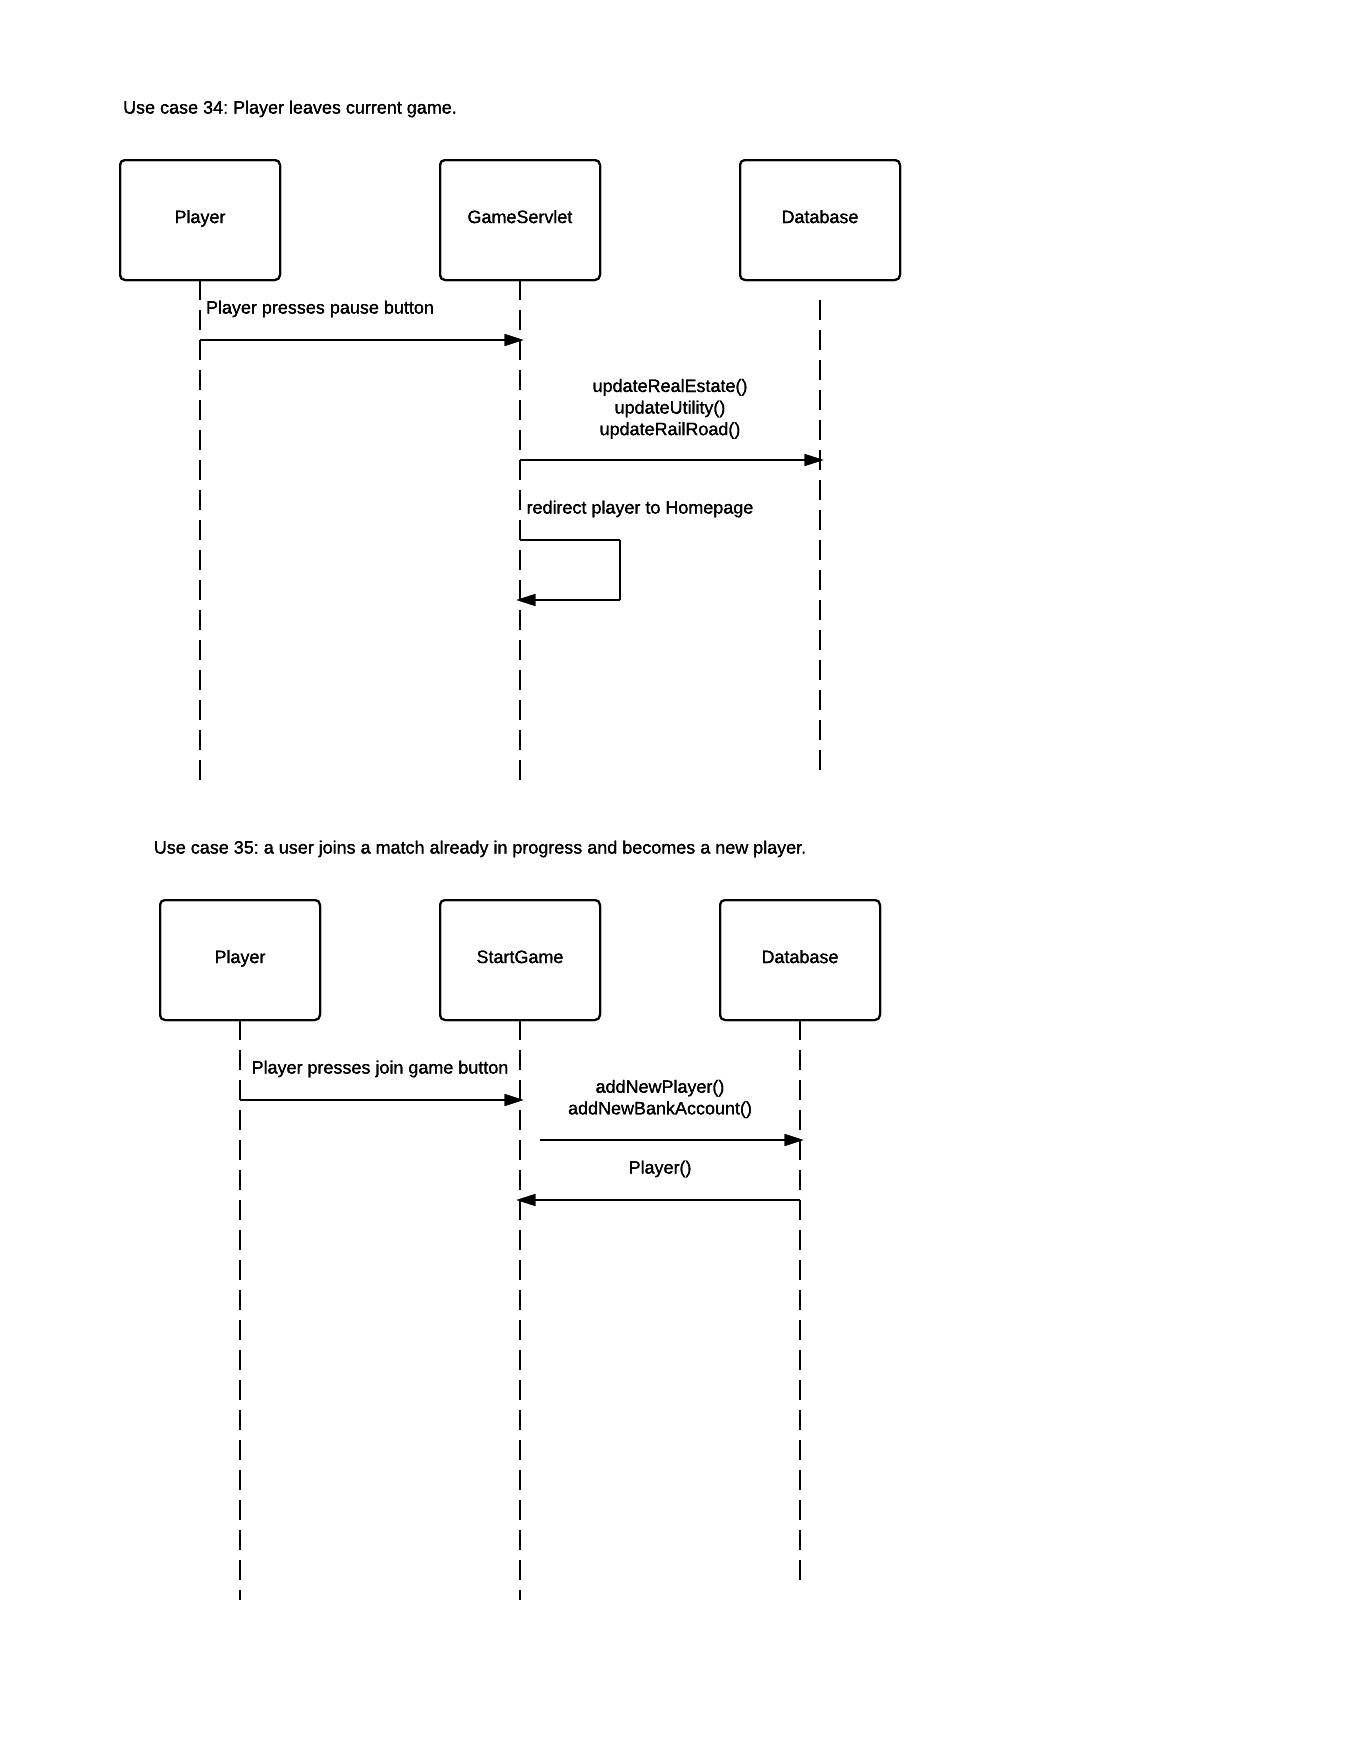 Use case 34: Player leaves current game.
Player
GameServlet
Database
Player presses pause button
updateRealEstate()
updateUtility()
updateRailRoad()
redirect player to Homepage
Use case 35: a user joins a match already in progress and becomes a new player.
Player
StartGame
Database
Player presses join game button
addNewPlayer()
addNewBankAccount()
Player()